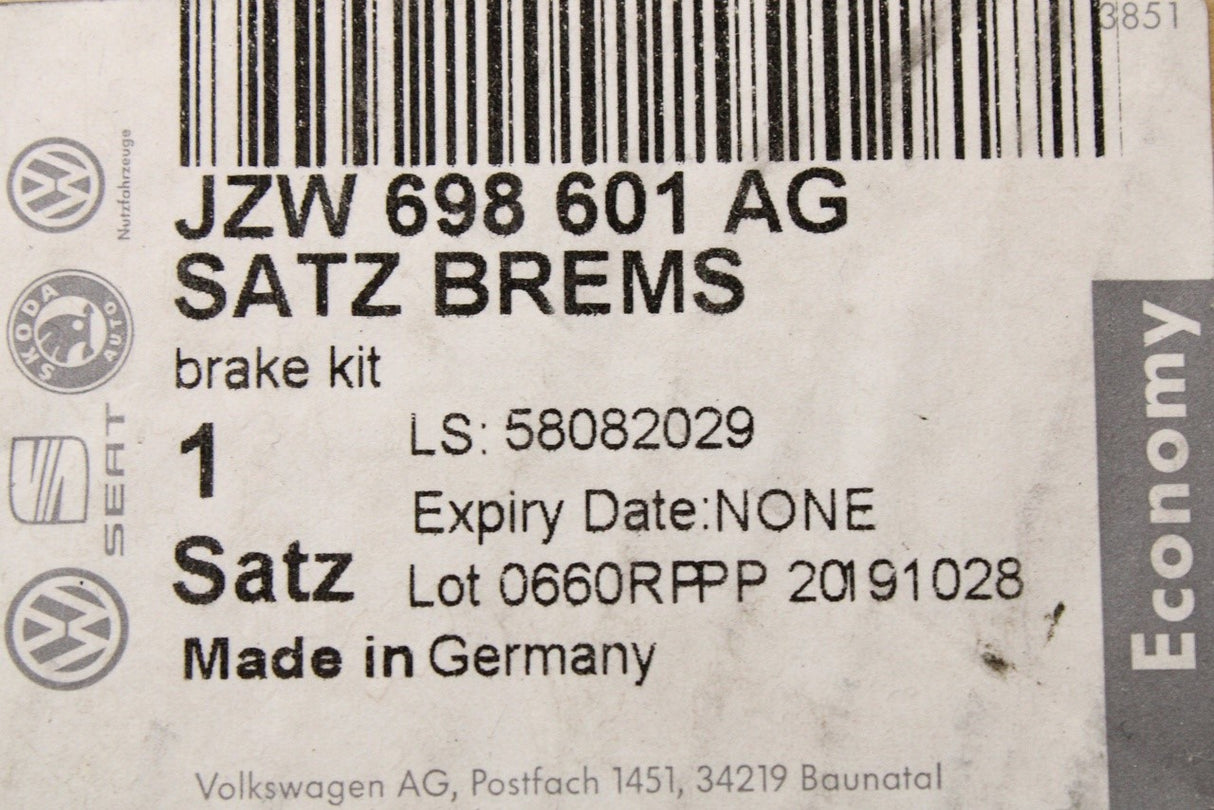 3851
Nutzfahrzeuge
JZW 698 601 AG
SATZ BREMS
SKODA AUTO
brake kit
SEAT
1
LS: 58082029
Expiry Date:NONE
Satz
Lot 0660RPPP 20191028
Made in Germany
Economy
Volkswagen AG, Postfach 1451, 34219 Baunatal